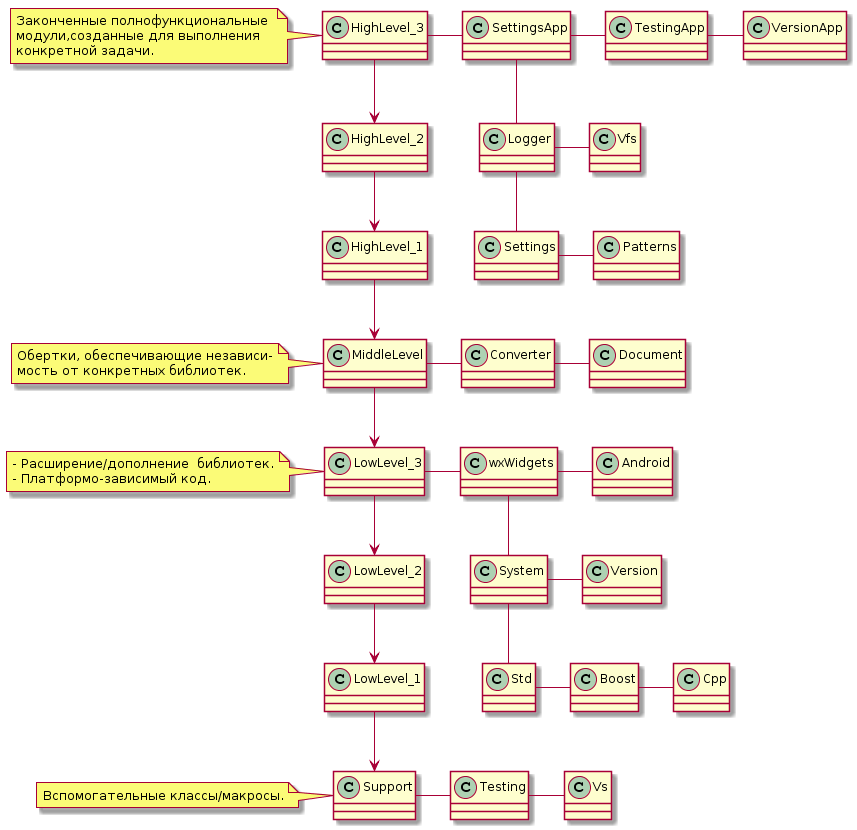 Законченные полнофункциональные
модули,созданные для выполнения
конкретной задачи.
C HighLevel_3
C SettingsApp
C TestingApp
C VersionApp
C HighLevel_2
C Logger
C Vfs
C HighLevel_1
C Settings
C Patterns
Обертки, обеспечивающие независи-
мость от конкретных библиотек.
C MiddleLevel
C Converter
C Document
- Расширение/дополнение  библиотек.
- Платформо-зависимый код.
C LowLevel_3
C wxWidgets
C Android
C LowLevel_2
C System
C Version
C LowLevel_1
C Std
C Boost
C Cpp
Вспомогательные классы/макросы.
C Support
C Testing
C Vs